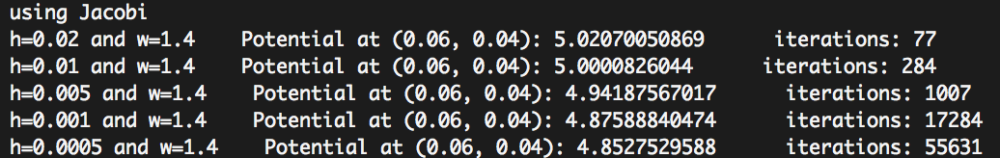 using Jacobi
h=0.02 and w=1.4 Potential at (0.06, 0.04): 5.02070050869 iterations: 77
h=0.01 and w=1.4 Potential at (0.06, 0.04): 5.0000826044 iterations: 284
h=0.005 and w=1.4 Potential at (0.06, 0.04): 4.94187567017 iterations: 1007
h=0.001 and w=1.4 Potential at (0.06, 0.04): 4.87588840474 iterations: 17284
h=0.0005 and w=1.4 Potential at (0.06, 0.04): 4.8527529588 iterations: 55631